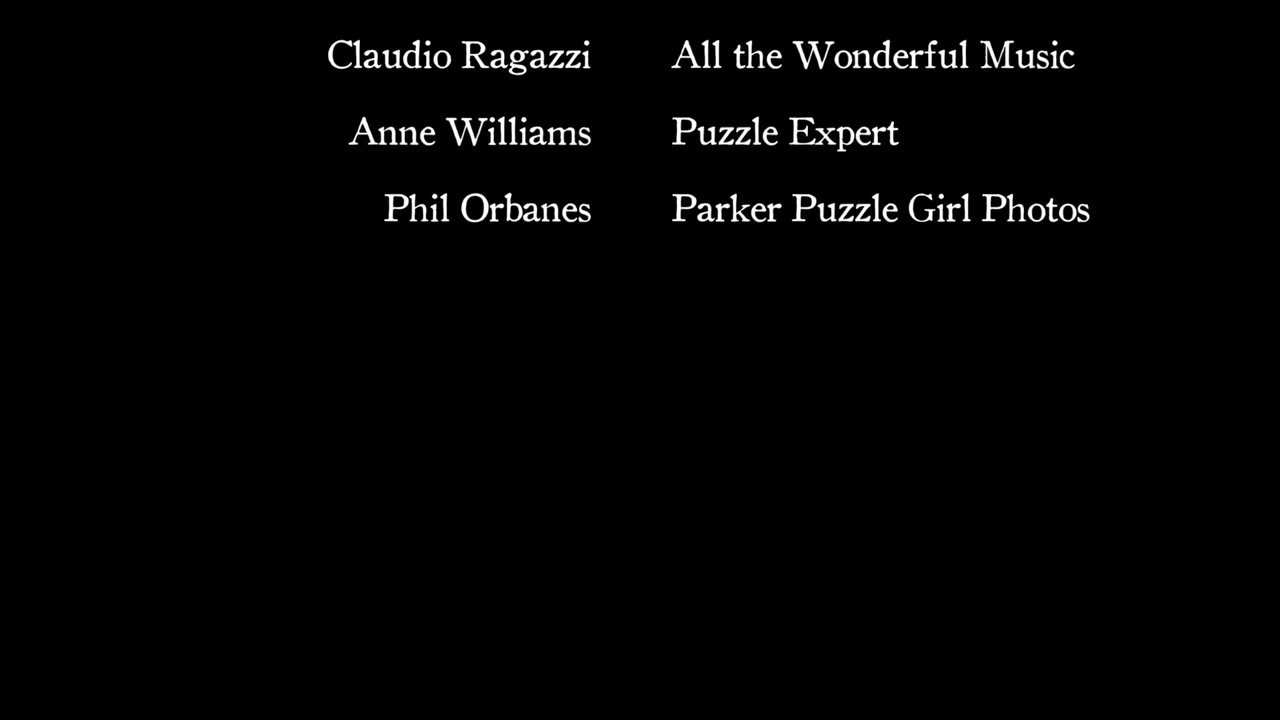 Claudio Ragazzi All the Wonderful Music
Anne Williams Puzzle Expert
Phil Orbanes Parker Puzzle Girl Photos